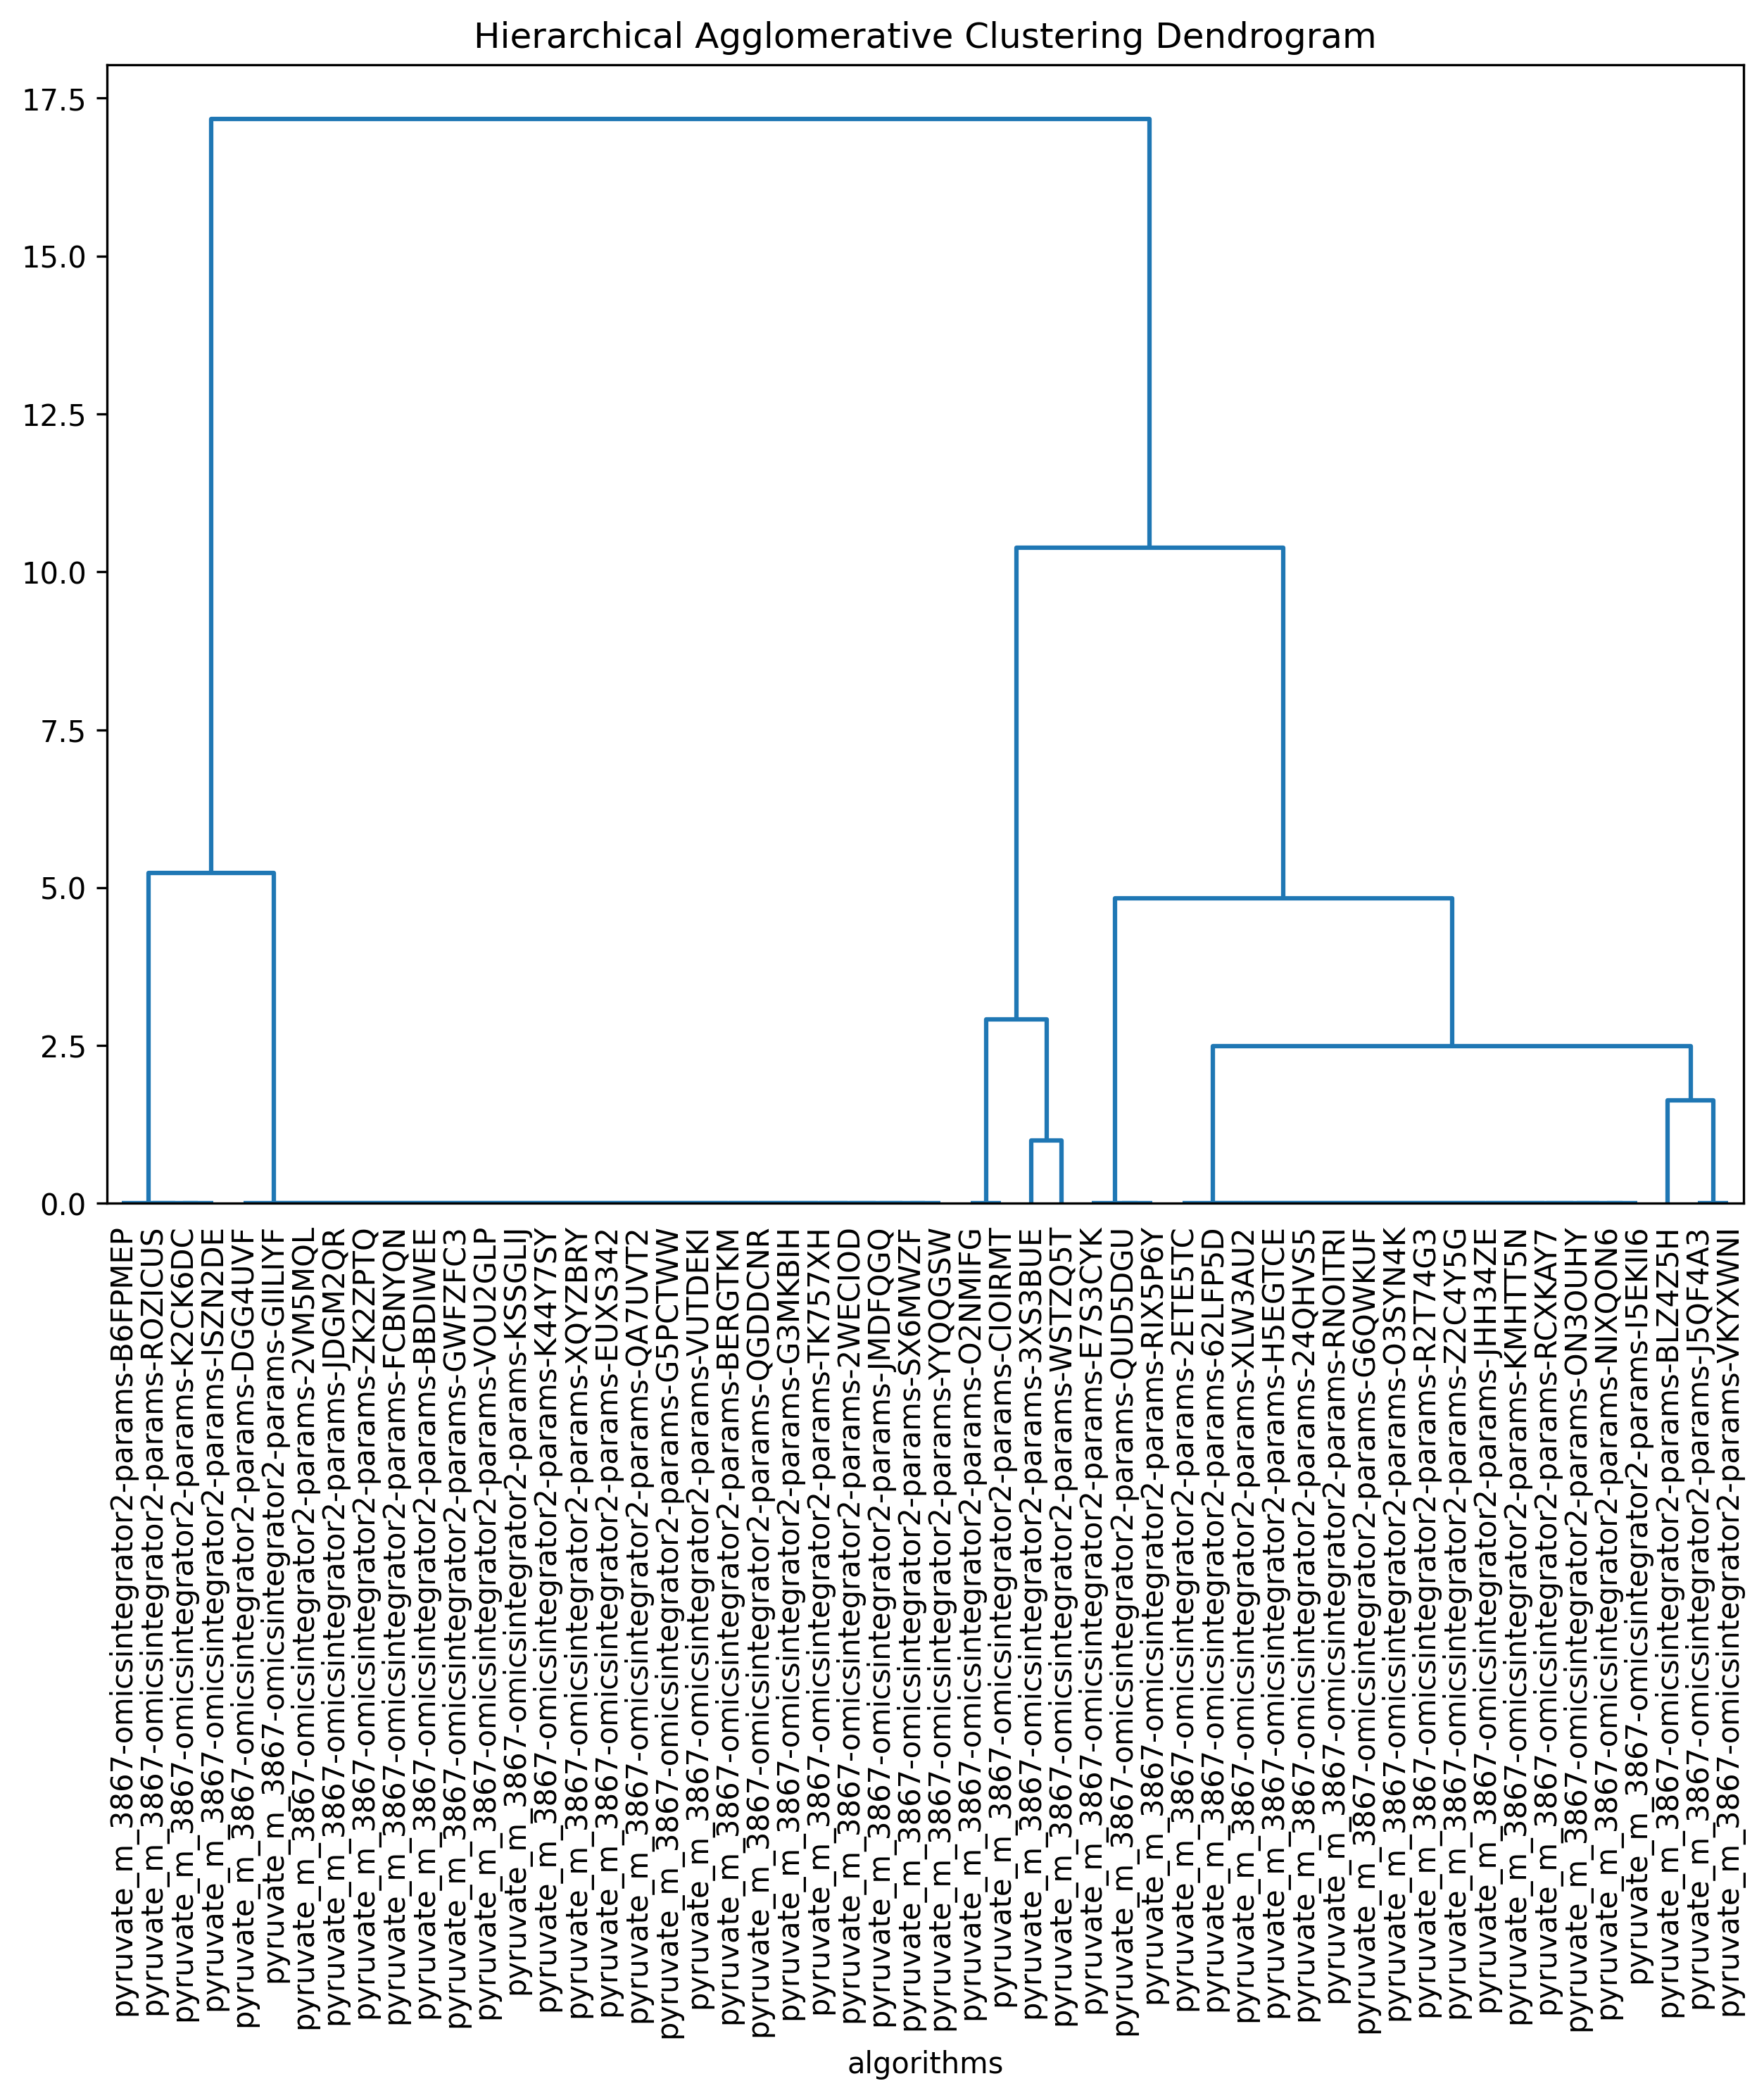 Hierarchical Agglomerative Clustering Dendrogram
17.5
15.0
12.5
10.0
7.5
5.0
2.5
0.0
pyruvate_m_3867-omicsintegrator2-params-B6FPMEP
pyruvate_m_3867-omicsintegrator2-params-ROZICUS
pyruvate_m_3867-omicsintegrator2-params-K2CK6DC
pyruvate_m_3867-omicsintegrator2-params-ISZN2DE
pyruvate_m_3867-omicsintegrator2-params-DGG4UVF
pyruvate_m_3867-omicsintegrator2-params-GIILIYF
pyruvate_m_3867-omicsintegrator2-params-2VM5MQL
pyruvate_m_3867-omicsintegrator2-params-JDGM2QR
pyruvate_m_3867-omicsintegrator2-params-ZK2ZPTQ
pyruvate_m_3867-omicsintegrator2-params-FCBNYQN
pyruvate_m_3867-omicsintegrator2-params-BBDIWEE
pyruvate_m_3867-omicsintegrator2-params-GWFZFC3
pyruvate_m_3867-omicsintegrator2-params-VOU2GLP
pyruvate_m_3867-omicsintegrator2-params-KSSGLIJ
pyruvate_m_3867-omicsintegrator2-params-K44Y7SY
pyruvate_m_3867-omicsintegrator2-params-XQYZBRY
pyruvate_m_3867-omicsintegrator2-params-EUXS342
pyruvate_m_3867-omicsintegrator2-params-QA7UVT2
pyruvate_m_3867-omicsintegrator2-params-G5PCTWW
pyruvate_m_3867-omicsintegrator2-params-VUTDEKI
pyruvate_m_3867-omicsintegrator2-params-BERGTKM
pyruvate_m_3867-omicsintegrator2-params-QGDDCNR
pyruvate_m_3867-omicsintegrator2-params-G3MKBIH
pyruvate_m_3867-omicsintegrator2-params-TK757XH
pyruvate_m_3867-omicsintegrator2-params-2WECIOD
pyruvate_m_3867-omicsintegrator2-params-JMDFQGQ
pyruvate_m_3867-omicsintegrator2-params-SX6MWZF
pyruvate_m_3867-omicsintegrator2-params-YYQQGSW
pyruvate_m_3867-omicsintegrator2-params-O2NMIFG
pyruvate_m_3867-omicsintegrator2-params-CIOIRMT
pyruvate_m_3867-omicsintegrator2-params-3XS3BUE
pyruvate_m_3867-omicsintegrator2-params-WSTZQ5T
pyruvate_m_3867-omicsintegrator2-params-E7S3CYK
pyruvate_m_3867-omicsintegrator2-params-QUD5DGU
pyruvate_m_3867-omicsintegrator2-params-RIX5P6Y
pyruvate_m_3867-omicsintegrator2-params-2ETE5TC
pyruvate_m_3867-omicsintegrator2-params-62LFP5D
pyruvate_m_3867-omicsintegrator2-params-XLW3AU2
pyruvate_m_3867-omicsintegrator2-params-H5EGTCE
pyruvate_m_3867-omicsintegrator2-params-24QHVS5
pyruvate_m_3867-omicsintegrator2-params-RNOITRI
pyruvate_m_3867-omicsintegrator2-params-G6QWKUF
pyruvate_m_3867-omicsintegrator2-params-O3SYN4K
pyruvate_m_3867-omicsintegrator2-params-R2T74G3
pyruvate_m_3867-omicsintegrator2-params-Z2C4Y5G
pyruvate_m_3867-omicsintegrator2-params-JHH34ZE
pyruvate_m_3867-omicsintegrator2-params-KMHTT5N
pyruvate_m_3867-omicsintegrator2-params-RCXKAY7
pyruvate_m_3867-omicsintegrator2-params-ON3OUHY
pyruvate_m_3867-omicsintegrator2-params-NIXQON6
pyruvate_m_3867-omicsintegrator2-params-I5EKII6
pyruvate_m_3867-omicsintegrator2-params-BLZ4Z5H
pyruvate_m_3867-omicsintegrator2-params-J5QF4A3
pyruvate_m_3867-omicsintegrator2-params-VKYXWNI
algorithms